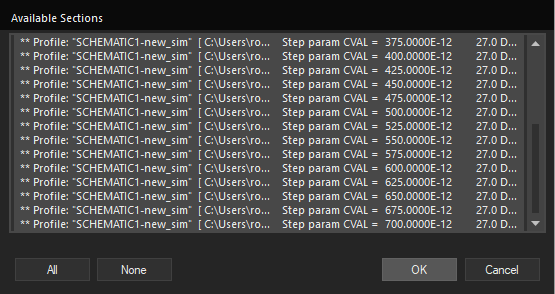 Available Sections
** Profile: "SCHEMATIC1-new_sim" [ C:\Users\ro... Step param CVAL = 375.0000E-12 27.0 D...
** Profile: "SCHEMATIC1-new_sim" [ C:\Users\ro... Step param CVAL = 400.0000E-12 27.0 D...
** Profile: "SCHEMATIC1-new_sim" [ C:\Users\ro... Step param CVAL = 425.0000E-12 27.0 D...
** Profile: "SCHEMATIC1-new_sim" [ C:\Users\ro... Step param CVAL = 450.0000E-12 27.0 D...
** Profile: "SCHEMATIC1-new_sim" [ C:\Users\ro... Step param CVAL = 475.0000E-12 27.0 D...
** Profile: "SCHEMATIC1-new_sim" [ C:\Users\ro... Step param CVAL = 500.0000E-12 27.0 D...
** Profile: "SCHEMATIC1-new_sim" [ C:\Users\ro... Step param CVAL = 525.0000E-12 27.0 D...
** Profile: "SCHEMATIC1-new_sim" [ C:\Users\ro... Step param CVAL = 550.0000E-12 27.0 D...
** Profile: "SCHEMATIC1-new_sim" [ C:\Users\ro... Step param CVAL = 575.0000E-12 27.0 D...
** Profile: "SCHEMATIC1-new_sim" [ C:\Users\ro... Step param CVAL = 600.0000E-12 27.0 D...
** Profile: "SCHEMATIC1-new_sim" [ C:\Users\ro... Step param CVAL = 625.0000E-12 27.0 D...
** Profile: "SCHEMATIC1-new_sim" [ C:\Users\ro... Step param CVAL = 650.0000E-12 27.0 D...
** Profile: "SCHEMATIC1-new_sim" [ C:\Users\ro... Step param CVAL = 675.0000E-12 27.0 D...
** Profile: "SCHEMATIC1-new_sim" [ C:\Users\ro... Step param CVAL = 700.0000E-12 27.0 D...
All None OK Cancel